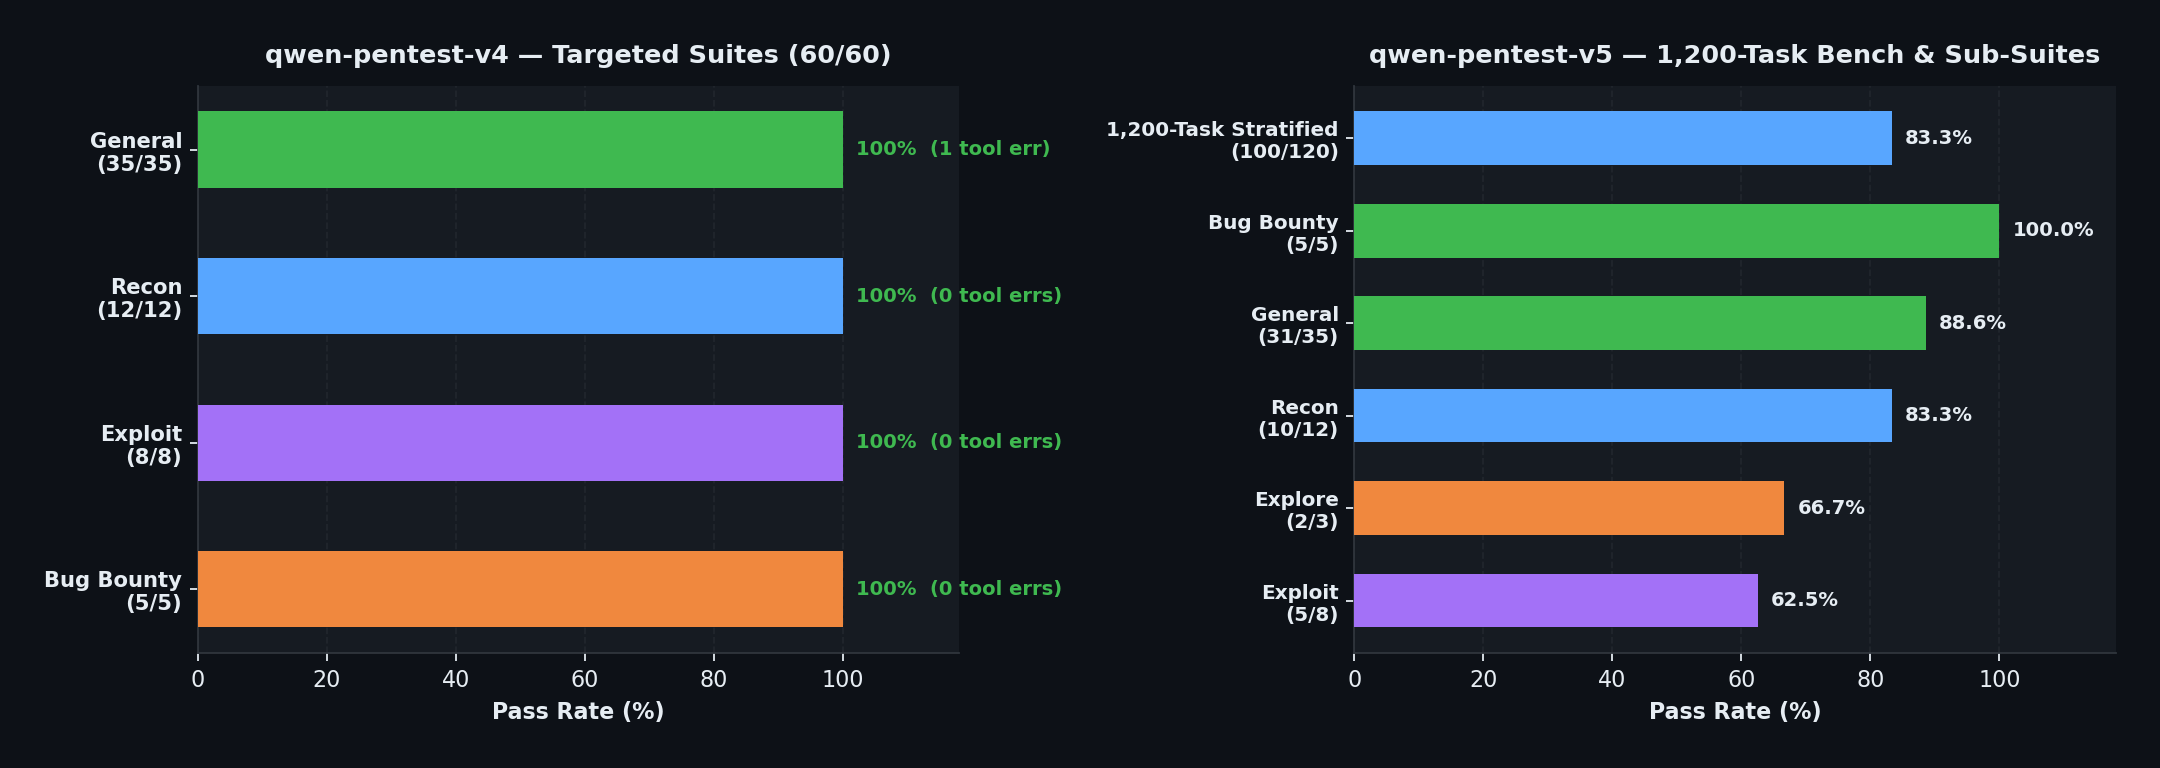 qwen-pentest-v4 — Targeted Suites (60/60)
General
(35/35)
100%  (1 tool err)
Recon
(12/12)
100%  (0 tool errs)
Exploit
(8/8)
100%  (0 tool errs)
Bug Bounty
(5/5)
100%  (0 tool errs)
0 20 40 60 80 100
Pass Rate (%)
qwen-pentest-v5 — 1,200-Task Bench & Sub-Suites
1,200-Task Stratified
(100/120)
83.3%
Bug Bounty
(5/5)
100.0%
General
(31/35)
88.6%
Recon
(10/12)
83.3%
Explore
(2/3)
66.7%
Exploit
(5/8)
62.5%
0 20 40 60 80 100
Pass Rate (%)